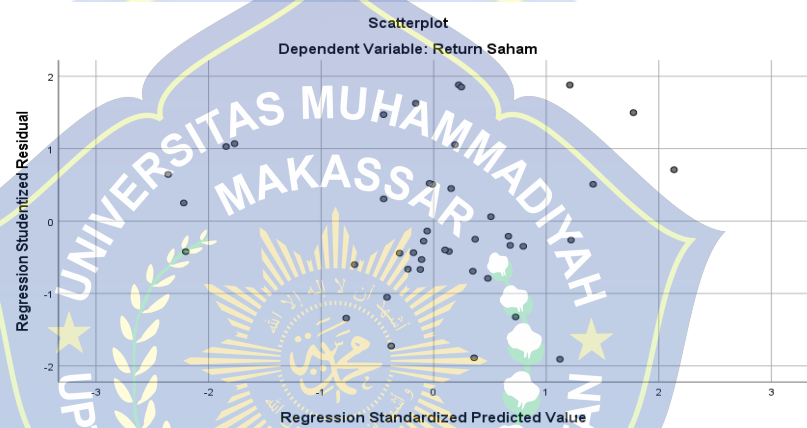 Scatterplot
Dependent Variable: Return Saham
Regression Studentized Residual
2
1
0
-1
-2
-3
-2
-1
0
1
2
3
Regression Standardized Predicted Value
UNIVERSITAS MUHAMMADIYAH
MAKASSAR